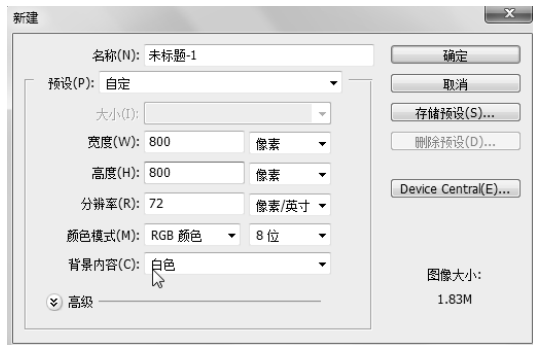 新建
名称(N): 未标题-1 确定
预设(P): 自定 取消
大小(I): 存储预设(S)...
宽度(W): 800 像素 删除预设(D)...
高度(H): 800 像素
分辨率(R): 72 像素/英寸 Device Central(E)...
颜色模式(M): RGB 颜色 8 位
背景内容(C): 白色
图像大小:
高级 1.83M